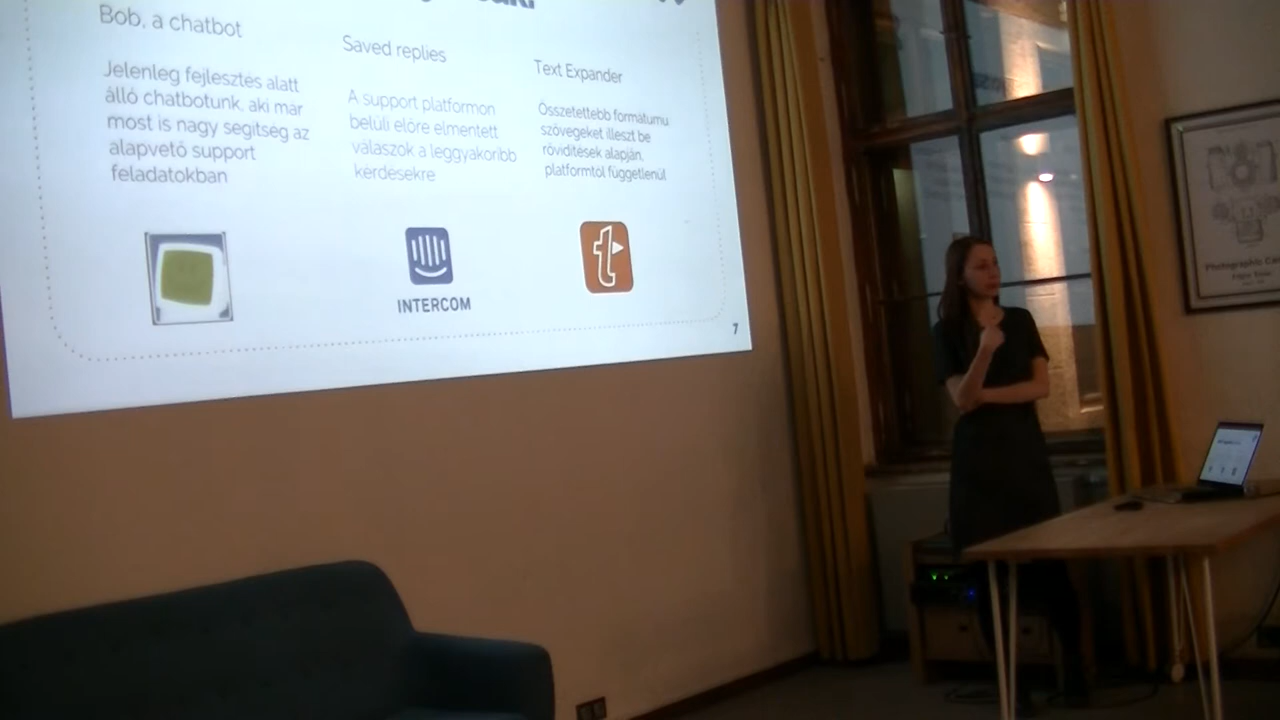 Bob, a chatbot
Jelenleg fejlesztés alatt
álló chatbotunk, aki már
most is nagy segítség az
alapvető support
feladatokban
Saved replies
A support platformon
belüli előre elmentett
válaszok a leggyakoribb
kérdésekre
INTERCOM
Text Expander
Összetettebb formátumú
szövegeket illeszt be
rövidítések alapján,
platformtól függetlenül
t
7
Photographic